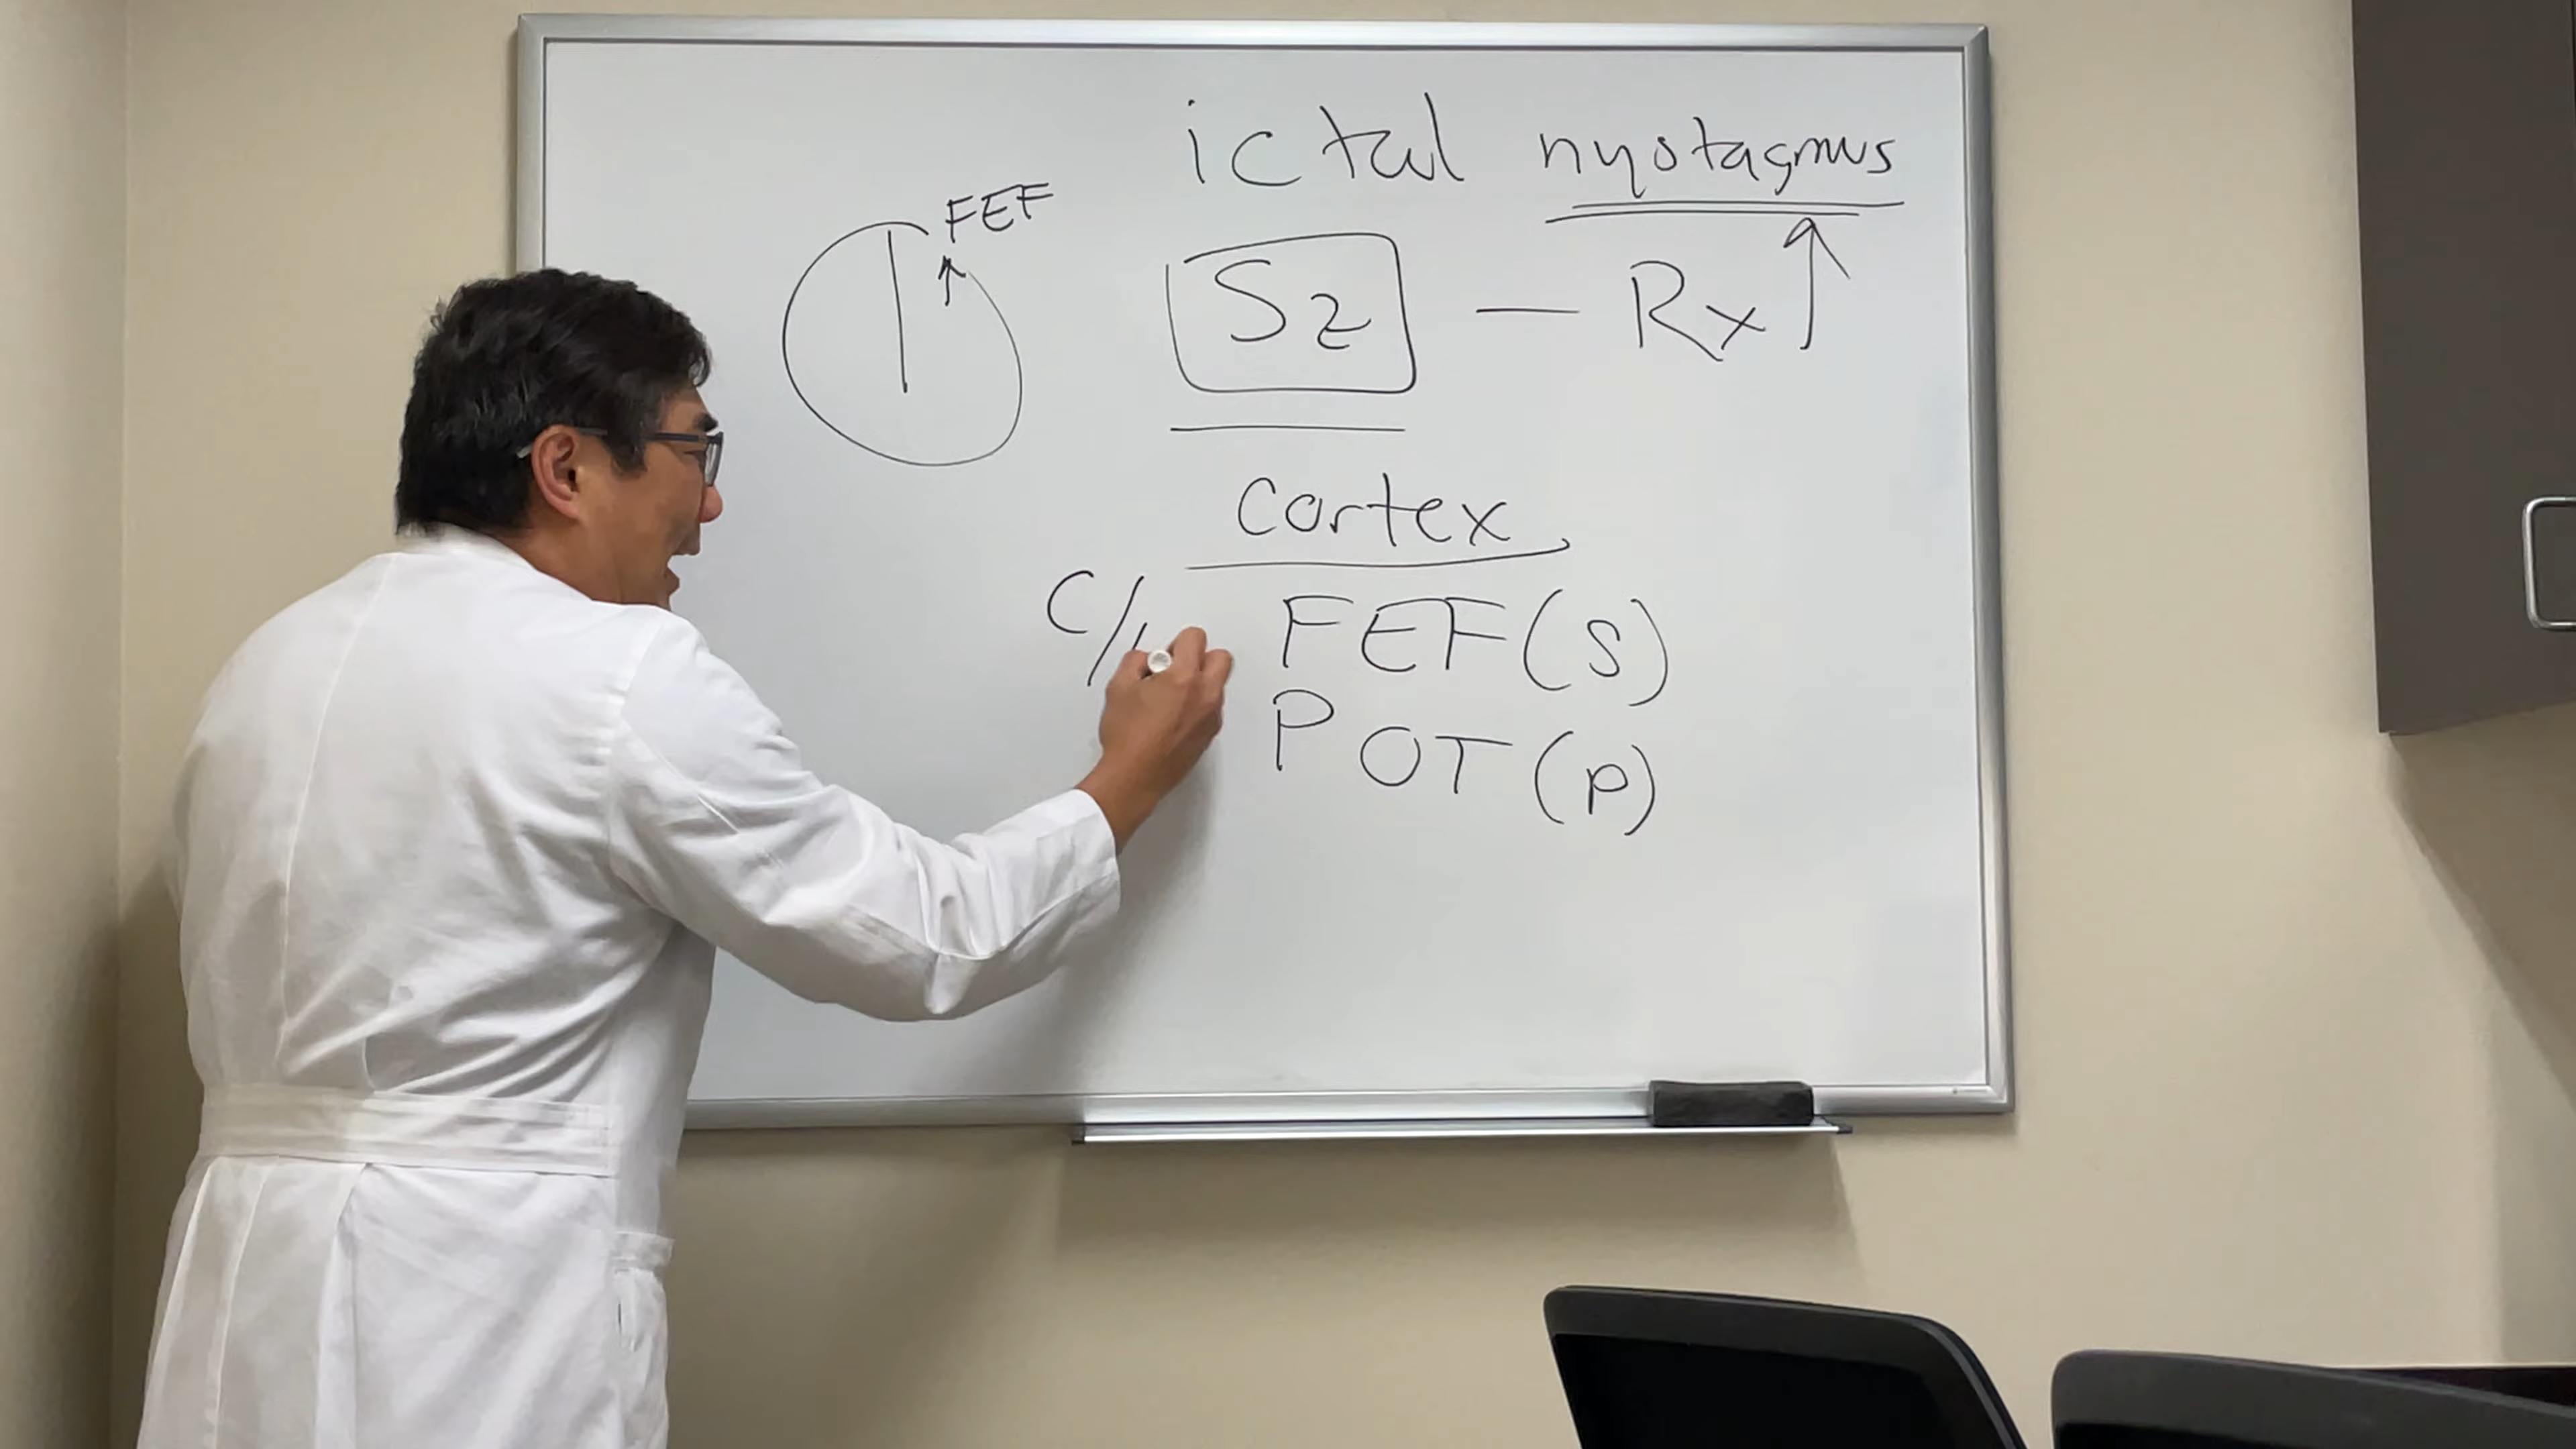 ictal nystagmus
FEF
Sz — Rx
cortex
C/
FEF(s)
POT(p)